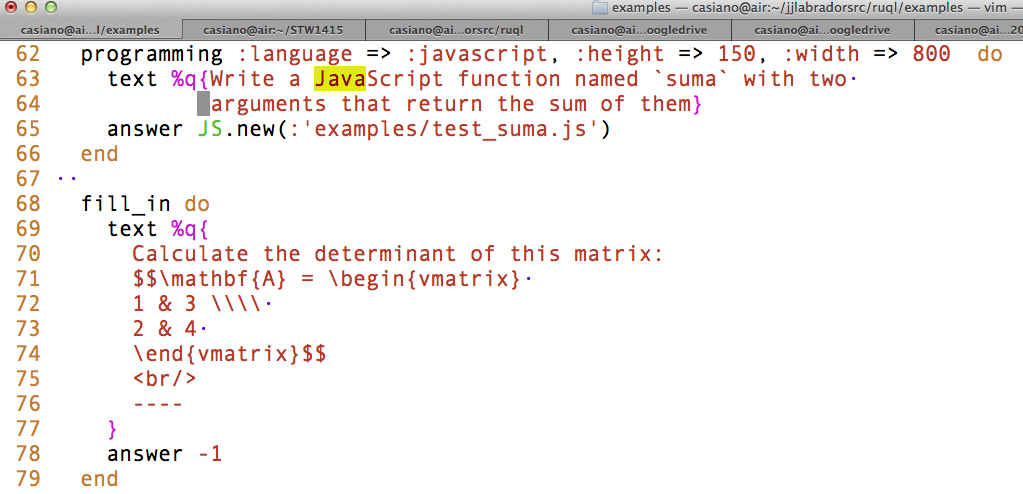 examples — casiano@air:~/jjlabradorsrc/ruql/examples — vim —
casiano@ai...l/examples casiano@air:~/STW1415 casiano@ai...orsrc/ruql casiano@ai...oogledrive casiano@ai...oogledrive casiano@ai...20
62 programming :language => :javascript, :height => 150, :width => 800 do
63 text %q{Write a JavaScript function named `suma` with two·
64 arguments that return the sum of them}
65 answer JS.new(:'examples/test_suma.js')
66 end
67 ··
68 fill_in do
69 text %q{
70 Calculate the determinant of this matrix:
71 $$\mathbf{A} = \begin{vmatrix}·
72 1 & 3 \\\\·
73 2 & 4·
74 \end{vmatrix}$$
75 <br/>
76 ----
77 }
78 answer -1
79 end